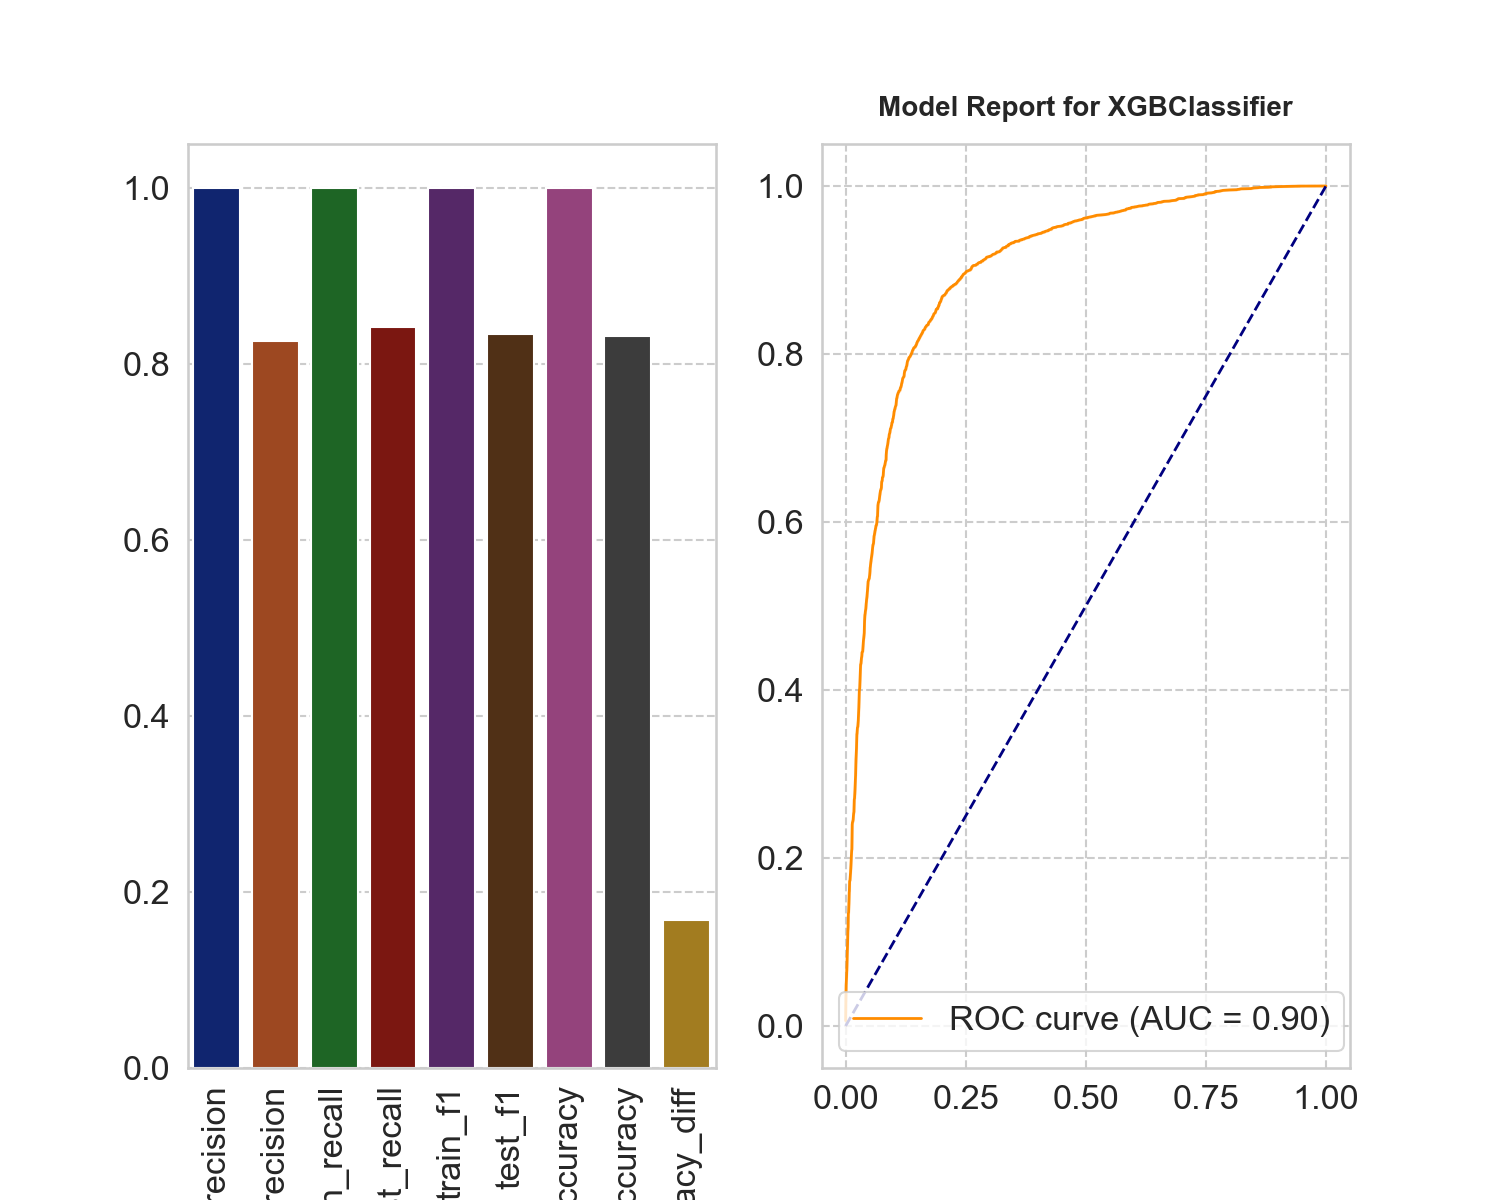 Model Report for XGBClassifier
1.0
0.8
0.6
0.4
0.2
0.0
recision
recision
n_recall
t_recall
train_f1
test_f1
ccuracy
ccuracy
acy_diff
1.0
0.8
0.6
0.4
0.2
0.0
ROC curve (AUC = 0.90)
0.00 0.25 0.50 0.75 1.00